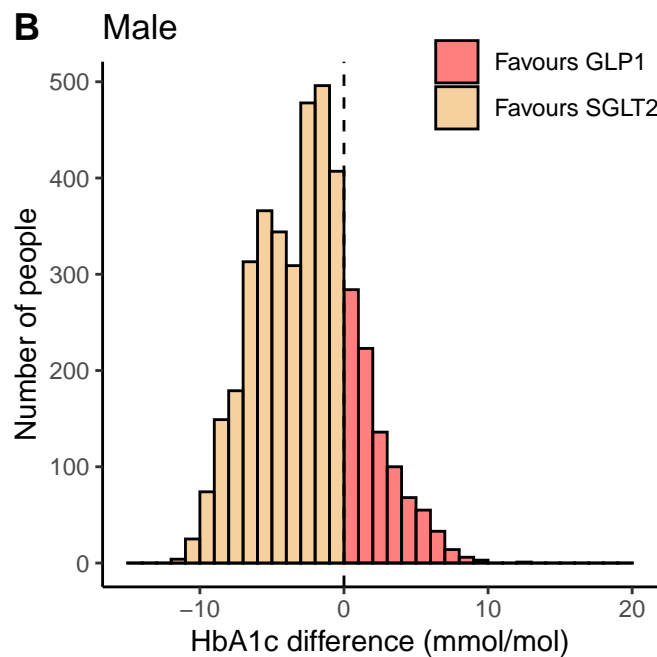 B Male
Favours GLP1
Favours SGLT2
500
400
300
200
100
0
Number of people
−10 0 10 20
HbA1c difference (mmol/mol)